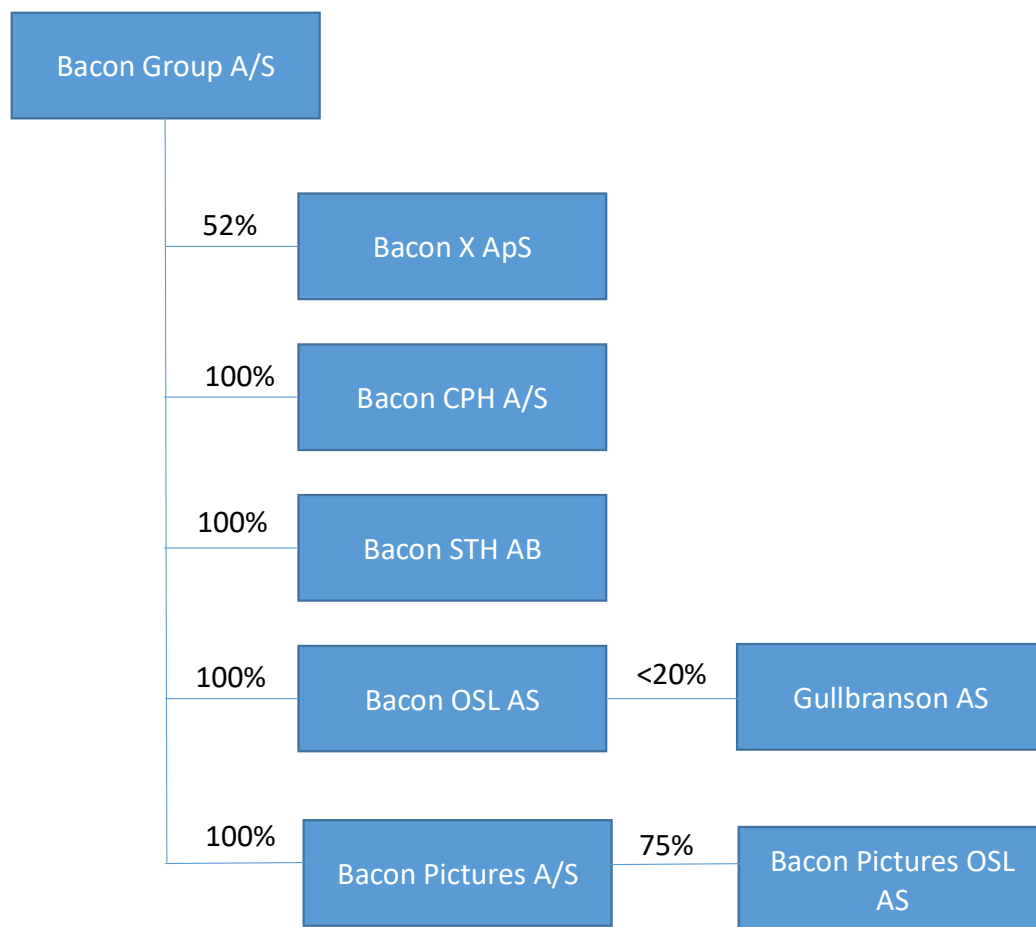 Bacon Group A/S
52%
Bacon X ApS
100%
Bacon CPH A/S
100%
Bacon STH AB
100%
Bacon OSL AS
<20%
Gullbranson AS
100%
Bacon Pictures A/S
75%
Bacon Pictures OSL
AS